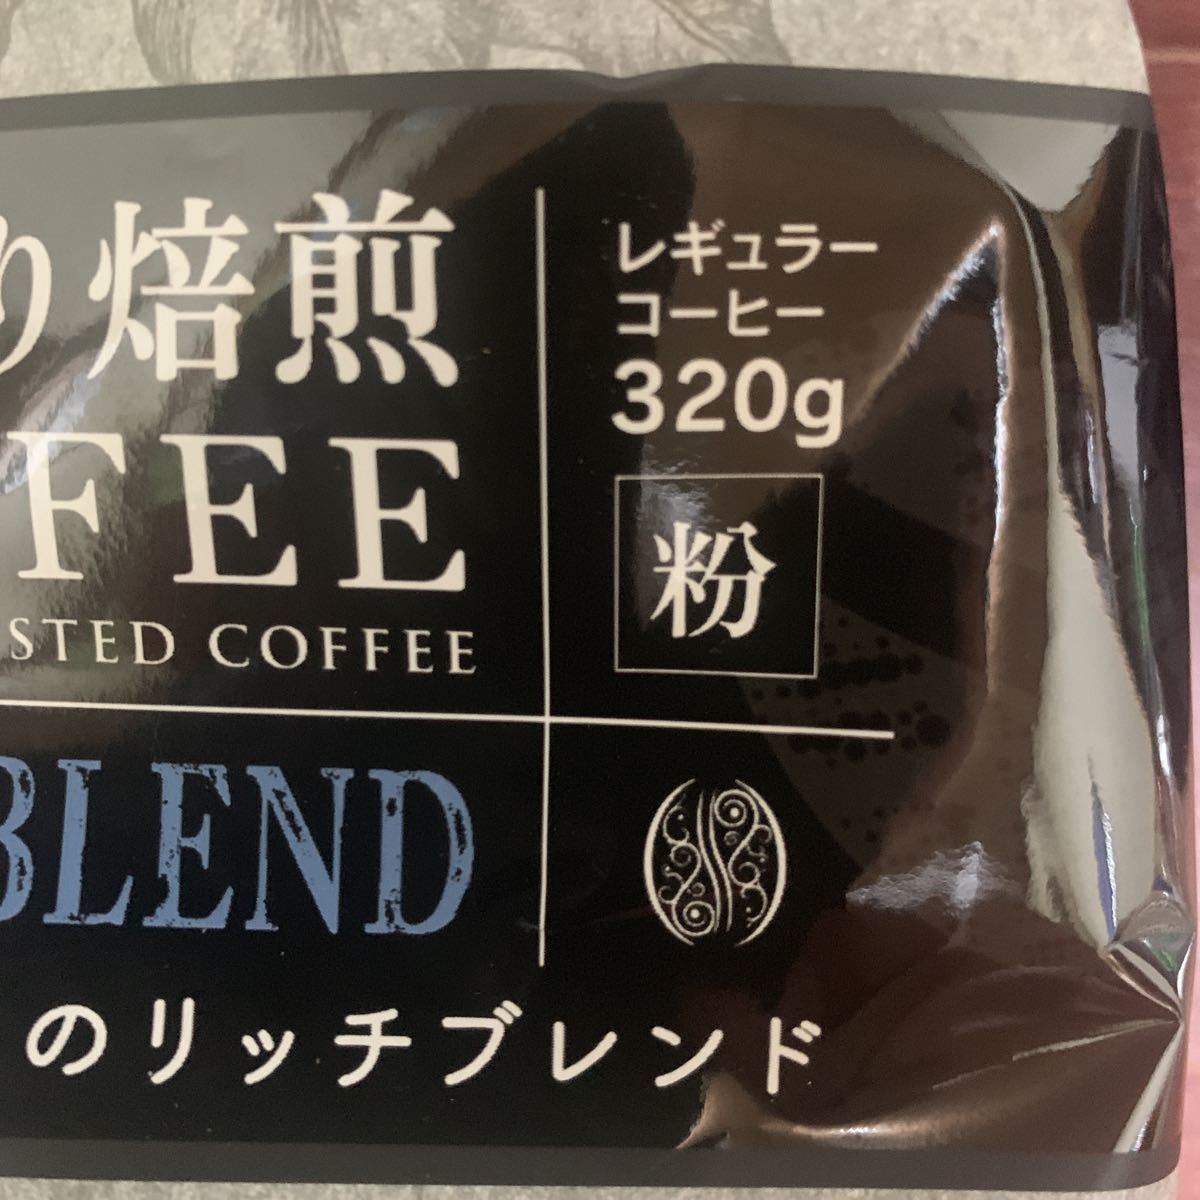 り焙煎
FFEE
STED COFFEE
BLEND
のリッチブレンド
レギュラー
コーヒー
320g
粉